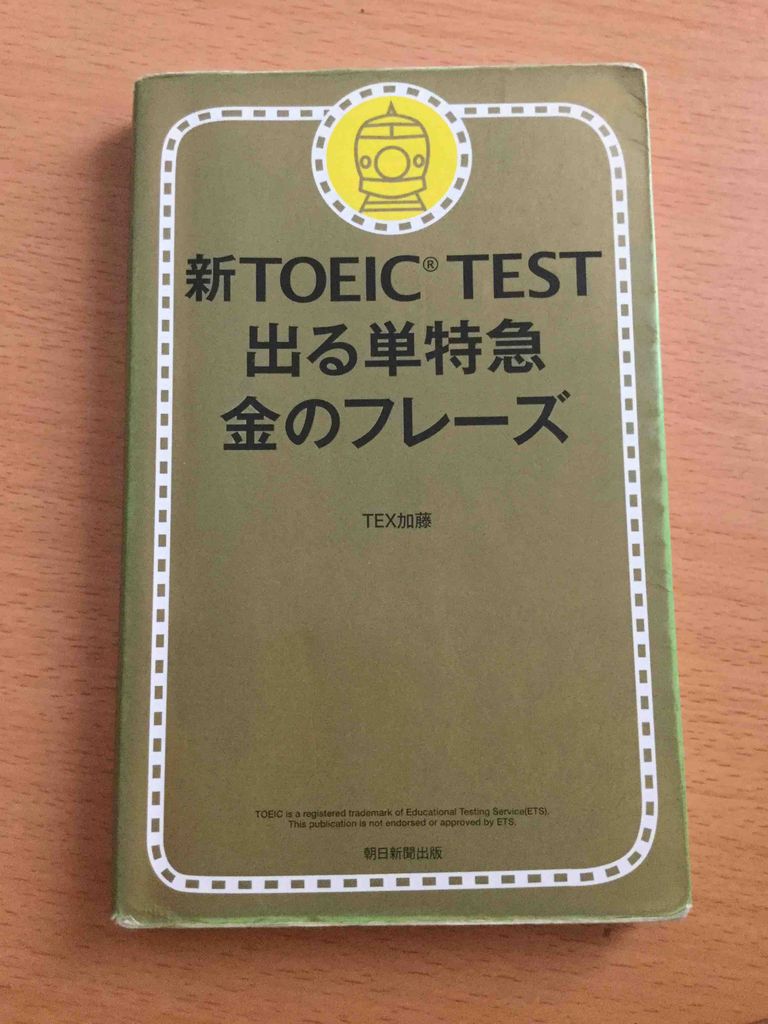 新TOEIC® TEST
出る単特急
金のフレーズ
TEX加藤
TOEIC is a registered trademark of Educational Testing Service(ETS).
This publication is not endorsed or approved by ETS.
朝日新聞出版